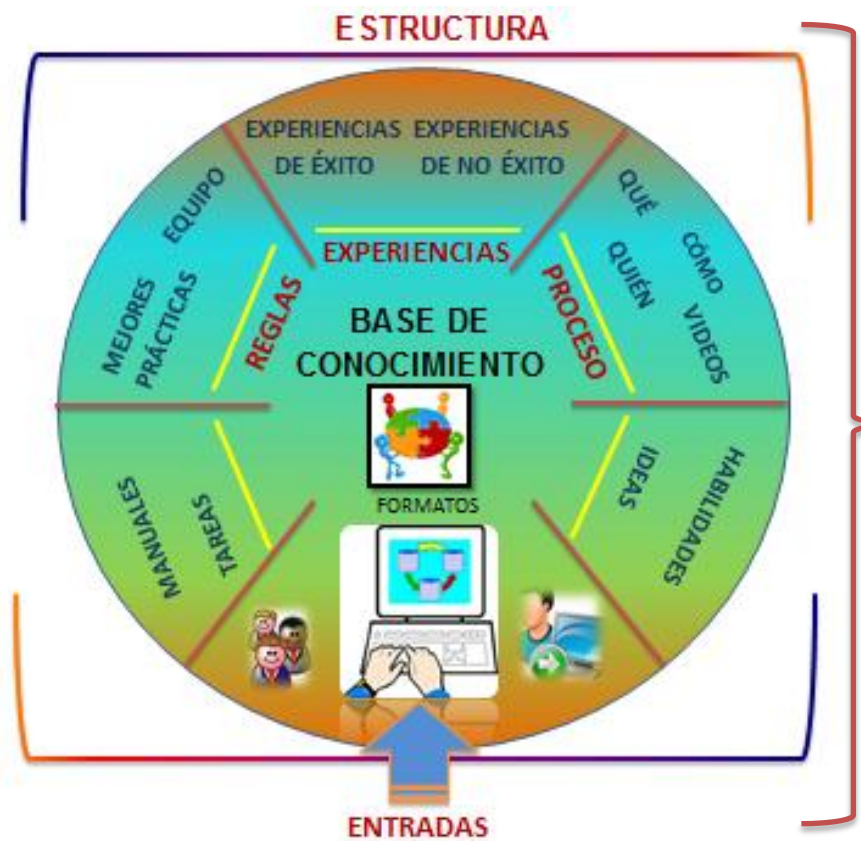 ESTRUCTURA
EXPERIENCIAS DE ÉXITO
EXPERIENCIAS DE NO ÉXITO
EQUIPO
MEJORES PRÁCTICAS
REGLAS
EXPERIENCIAS
PROCESO
QUÉ
QUIÉN
CÓMO
VIDEOS
BASE DE
CONOCIMIENTO
FORMATOS
MANUALES
TAREAS
IDEAS
HABILIDADES
ENTRADAS